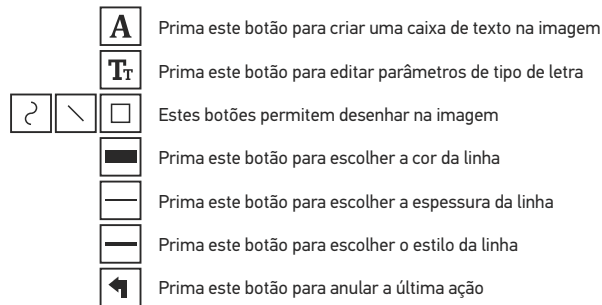 A Prima este botão para criar uma caixa de texto na imagem
TT Prima este botão para editar parâmetros de tipo de letra
Estes botões permitem desenhar na imagem
Prima este botão para escolher a cor da linha
Prima este botão para escolher a espessura da linha
Prima este botão para escolher o estilo da linha
Prima este botão para anular a última ação